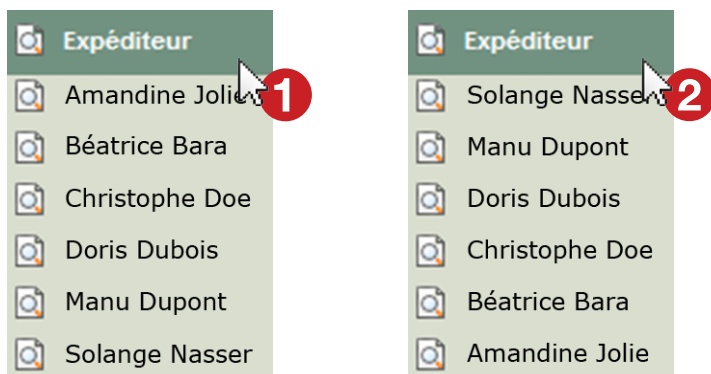 Expéditeur
Amandine Jolie
1
Béatrice Bara
Christophe Doe
Doris Dubois
Manu Dupont
Solange Nasser
Expéditeur
Solange Nasser
2
Manu Dupont
Doris Dubois
Christophe Doe
Béatrice Bara
Amandine Jolie